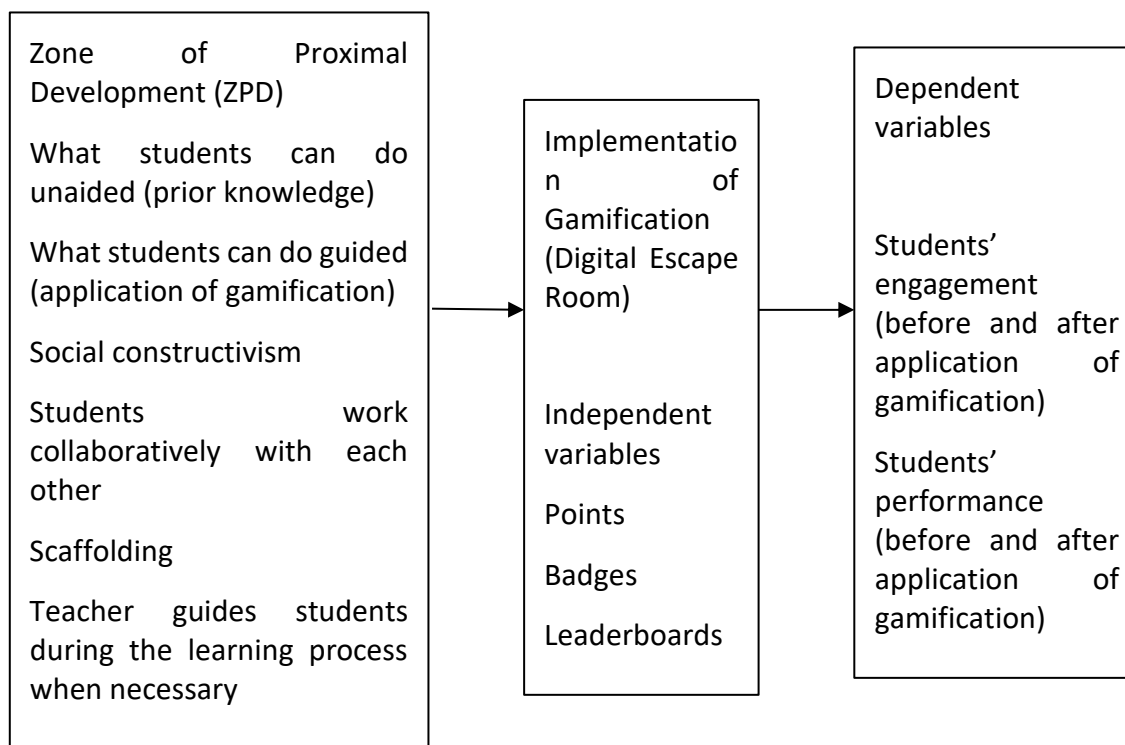 Zone of Proximal
Development (ZPD)
What students can do
unaided (prior knowledge)
What students can do guided
(application of gamification)
Social constructivism
Students work
collaboratively with each
other
Scaffolding
Teacher guides students
during the learning process
when necessary
Implementatio
n of
Gamification
(Digital Escape
Room)
Independent
variables
Points
Badges
Leaderboards
Dependent
variables
Students’
engagement
(before and after
application of
gamification)
Students’
performance
(before and after
application of
gamification)